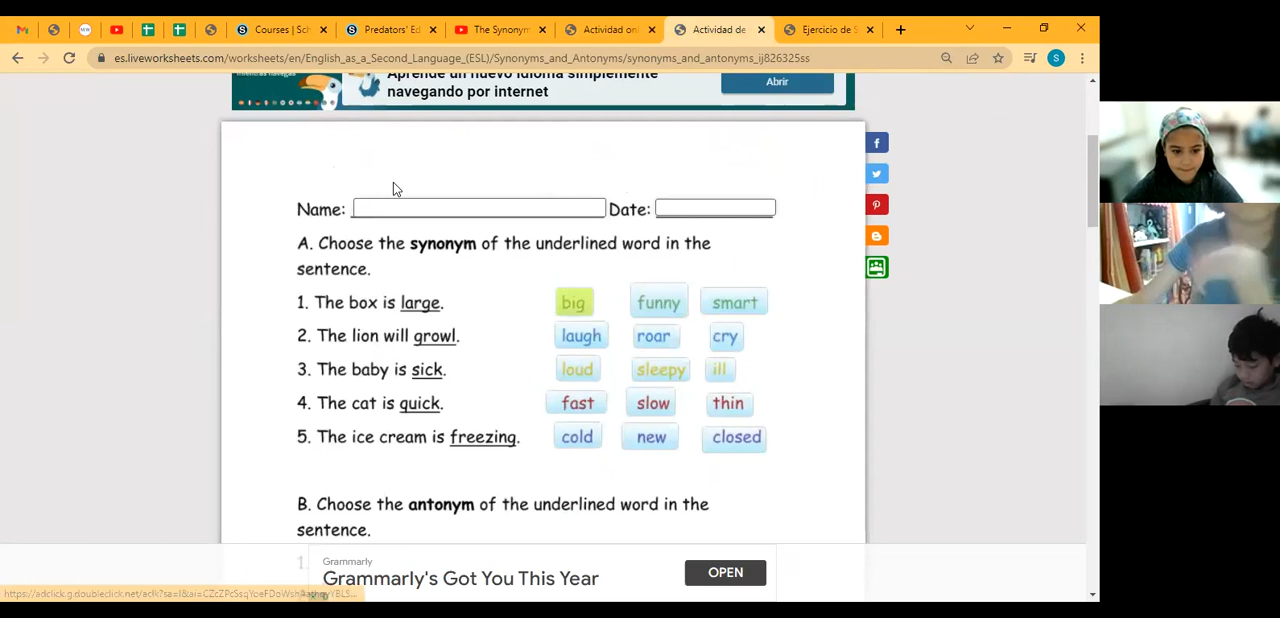 Courses | Sch
Predators' Ed
The Synonym
Actividad onl
Actividad de
Ejercicio de S
es.liveworksheets.com/worksheets/en/English_as_a_Second_Language_(ESL)/Synonyms_and_Antonyms/synonyms_and_antonyms_ij826325ss
S
Aprende un nuevo idioma simplemente
navegando por internet
Abrir
Name: Date:
A. Choose the synonym of the underlined word in the
sentence.
1. The box is large. big funny smart
2. The lion will growl. laugh roar cry
3. The baby is sick. loud sleepy ill
4. The cat is quick. fast slow thin
5. The ice cream is freezing. cold new closed
B. Choose the antonym of the underlined word in the
sentence.
1.
Grammarly
Grammarly's Got You This Year
OPEN